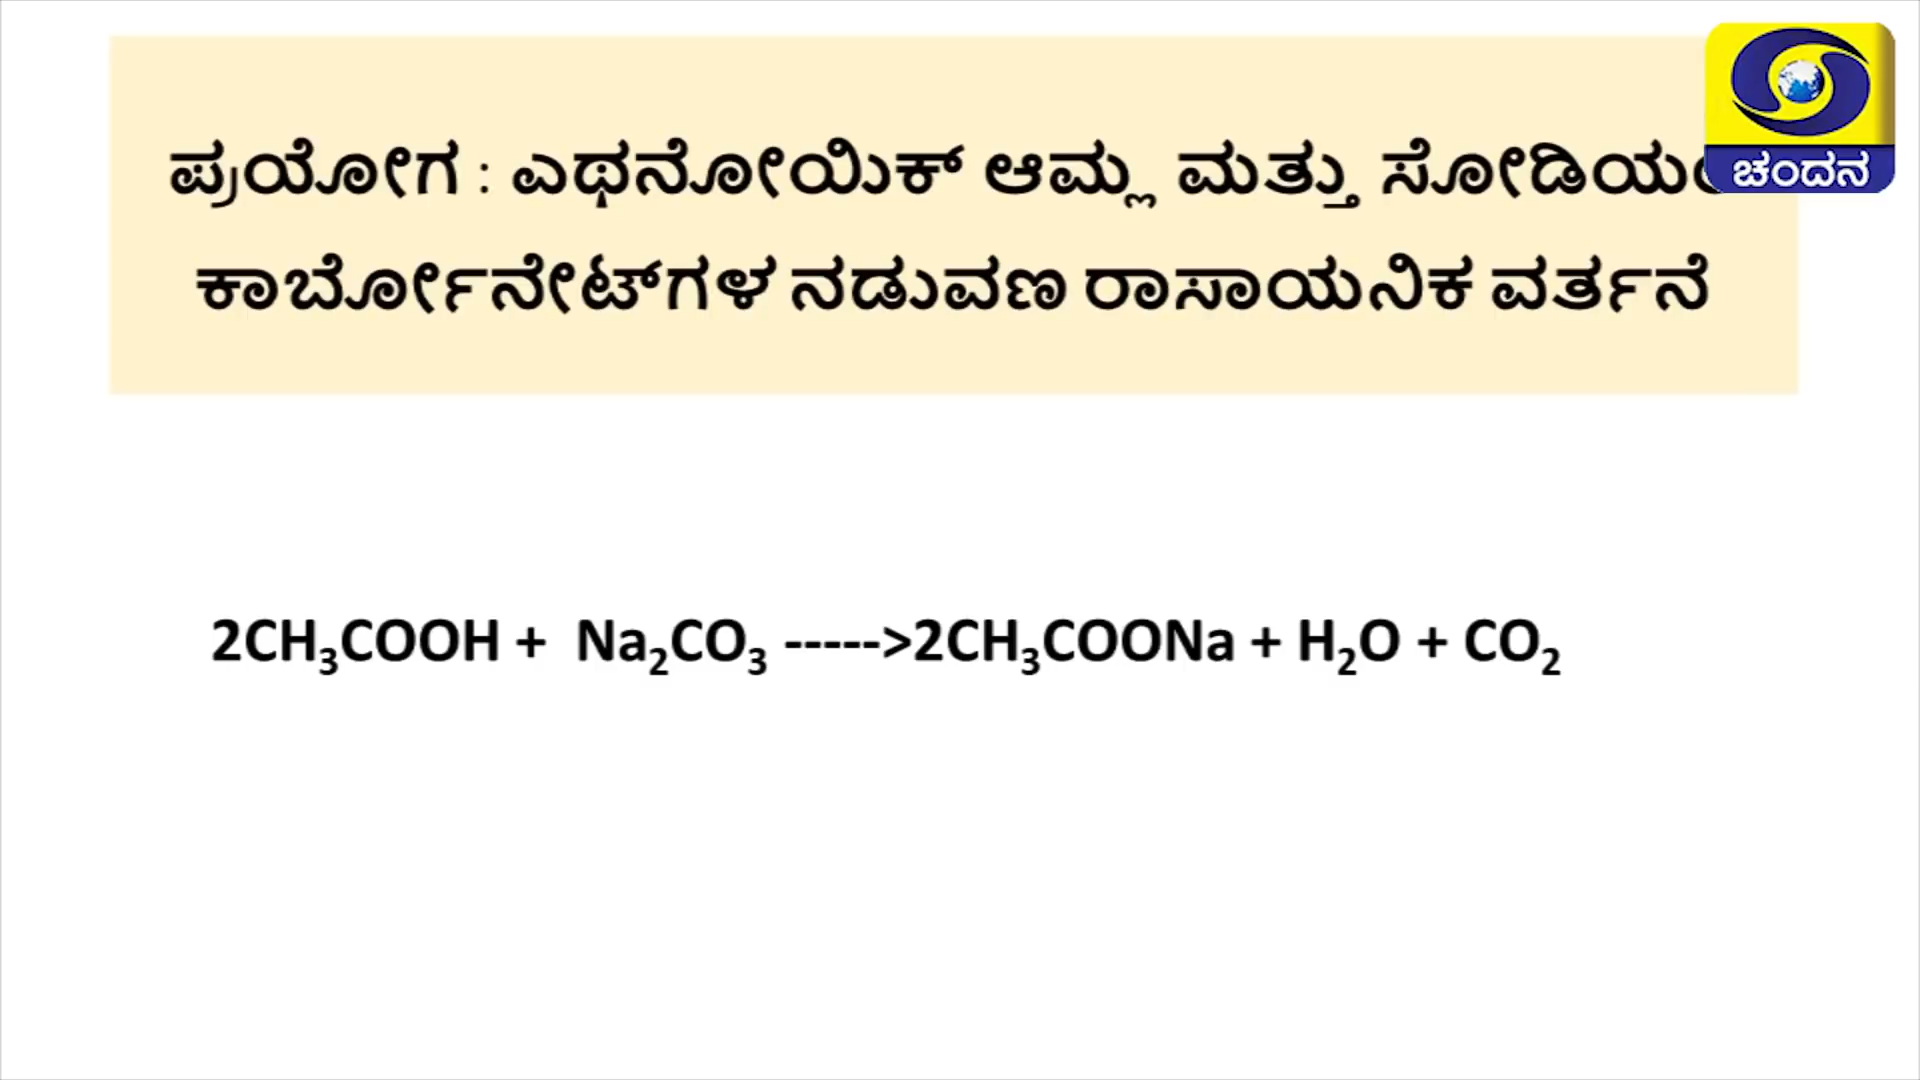 ಪ್ರಯೋಗ : ಎಥನೋಯಿಕ್ ಆಮ್ಲ ಮತ್ತು
ಕಾರ್ಬೋನೇಟ್‌ಗಳ ನಡುವಣ ರಾಸಾಯನಿಕ ವರ್ತನೆ
ಚಂದನ
2CH₃COOH + Na₂CO₃ ----->2CH₃COONa + H₂O + CO₂